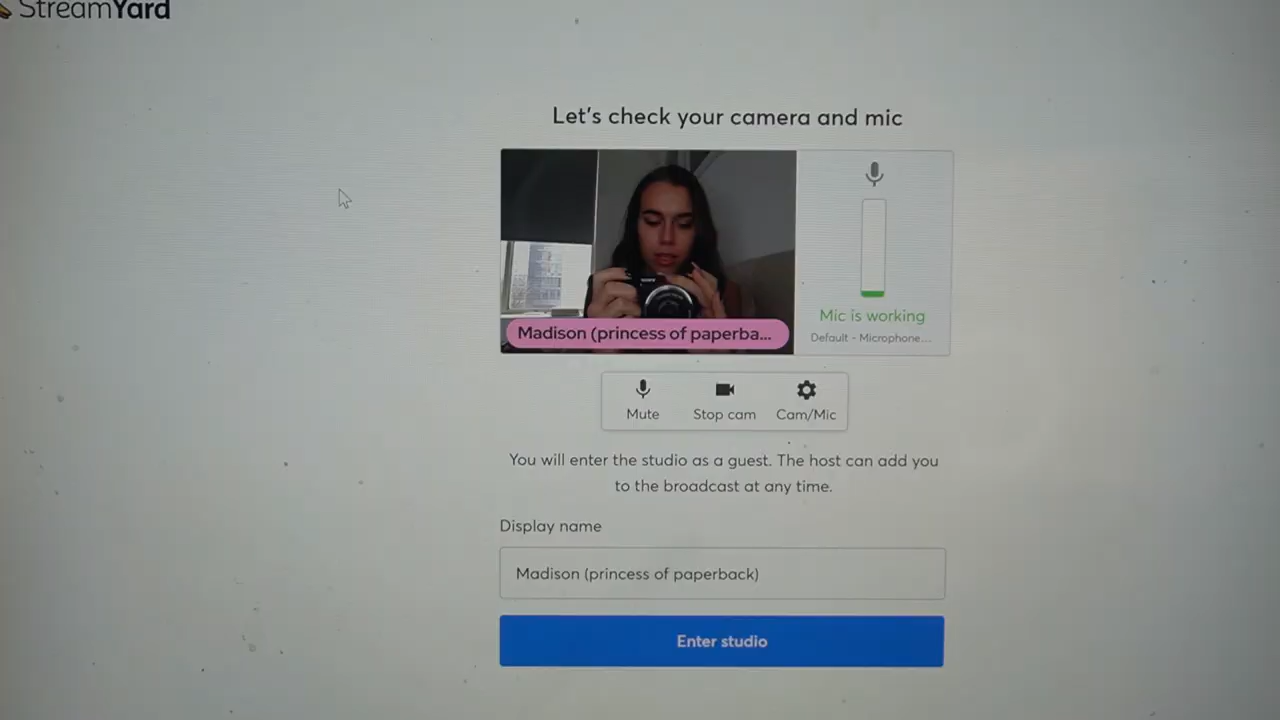 StreamYard
Let's check your camera and mic
SONY
Madison (princess of paperba...
Mic is working
Default - Microphone...
Mute
Stop cam
Cam/Mic
You will enter the studio as a guest. The host can add you
to the broadcast at any time.
Display name
Madison (princess of paperback)
Enter studio